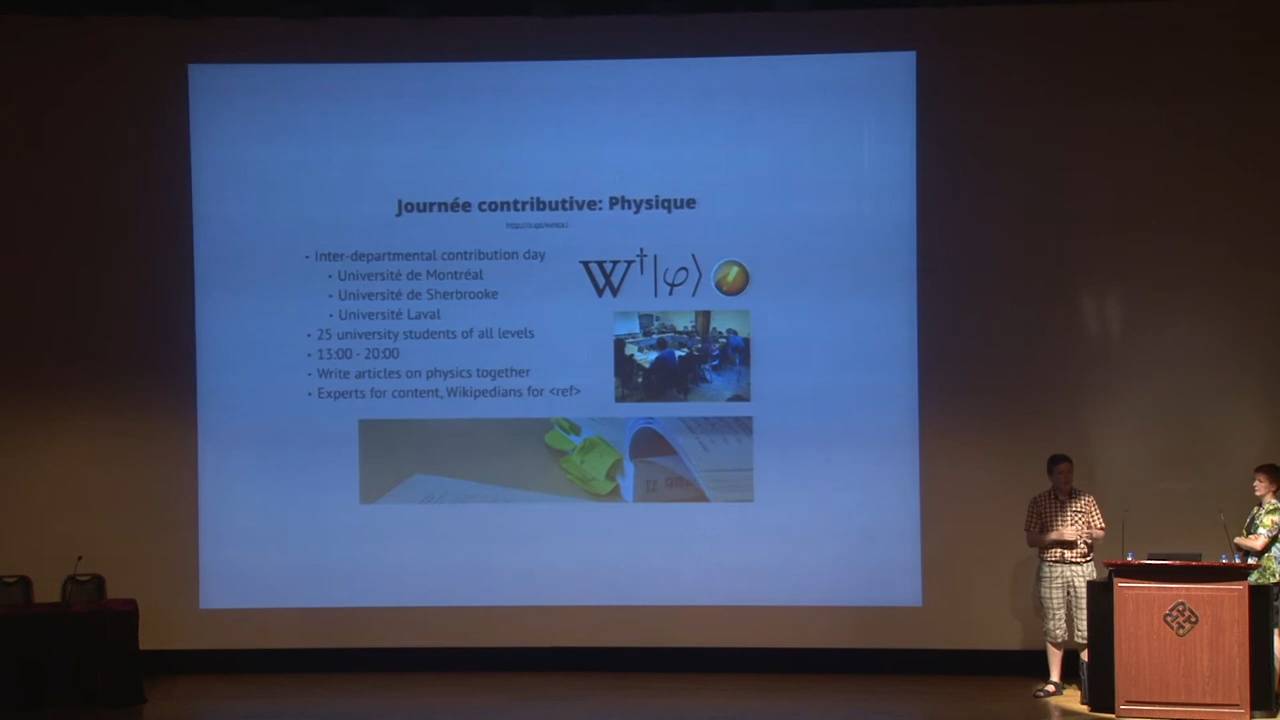 Journée contributive: Physique
- Inter-departmental contribution day
- Université de Montréal
- Université de Sherbrooke
- Université Laval
- 25 university students of all levels
- 13:00 - 20:00
- Write articles on physics together
- Experts for content, Wikipedians for <ref>
W†|φ⟩